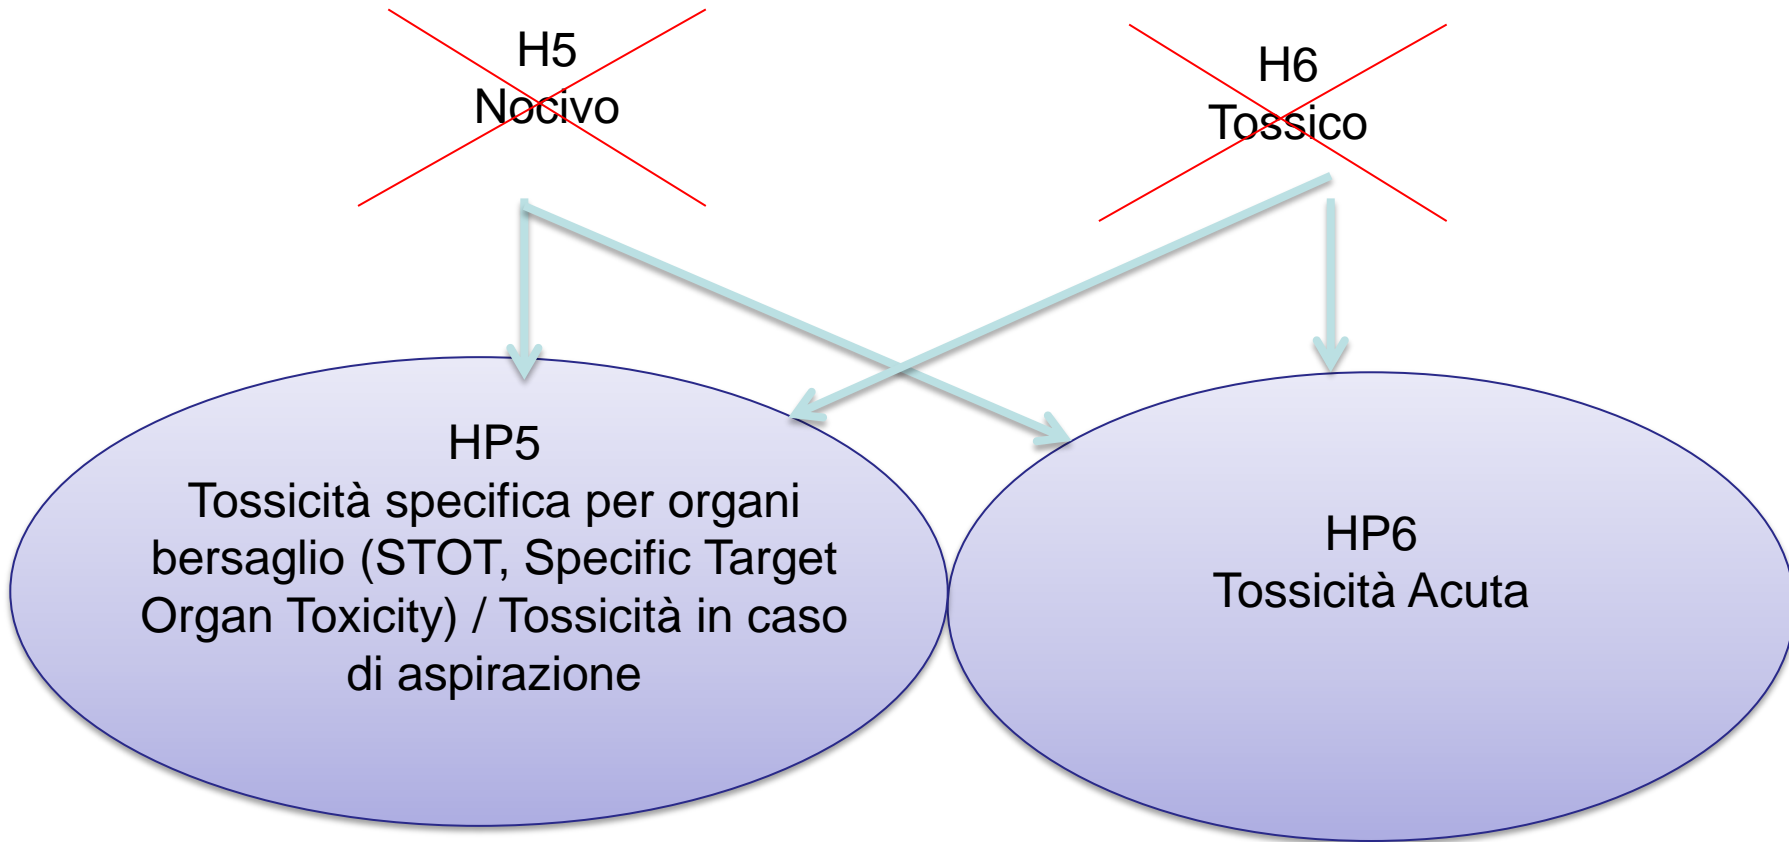 H5
Nocivo
H6
Tossico
HP5
Tossicità specifica per organi
bersaglio (STOT, Specific Target
Organ Toxicity) / Tossicità in caso
di aspirazione
HP6
Tossicità Acuta